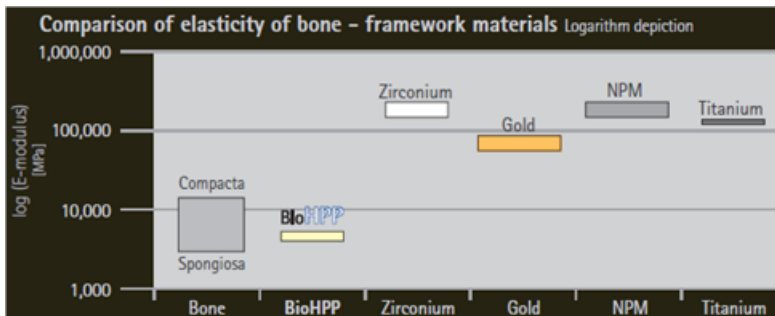 Comparison of elasticity of bone – framework materials Logarithm depiction
log (E-modulus)
[MPa]
1,000,000
100,000
10,000
1,000
Compacta
Spongiosa
BioHPP
Zirconium
Gold
NPM
Titanium
Bone BioHPP Zirconium Gold NPM Titanium